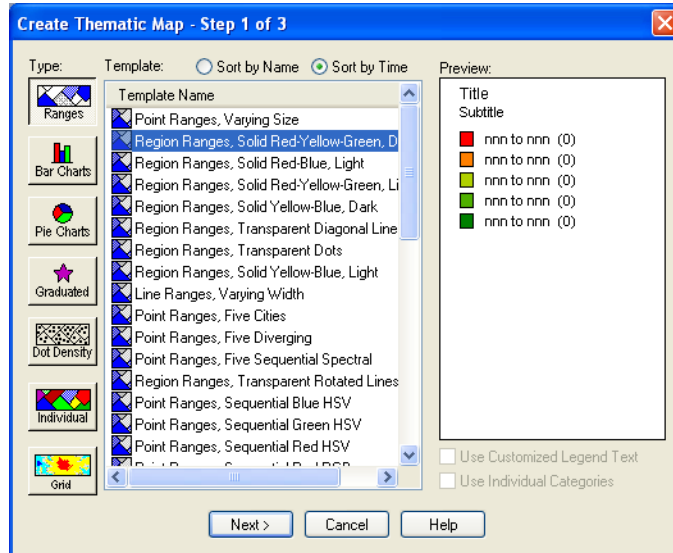 Create Thematic Map - Step 1 of 3
Type:
Ranges
Bar Charts
Pie Charts
Graduated
Dot Density
Individual
Grid
Template:
Sort by Name
Sort by Time
Template Name
Point Ranges, Varying Size
Region Ranges, Solid Red-Yellow-Green, D
Region Ranges, Solid Red-Blue, Light
Region Ranges, Solid Red-Yellow-Green, Li
Region Ranges, Solid Yellow-Blue, Dark
Region Ranges, Transparent Diagonal Line
Region Ranges, Transparent Dots
Region Ranges, Solid Yellow-Blue, Light
Line Ranges, Varying Width
Point Ranges, Five Cities
Point Ranges, Five Diverging
Point Ranges, Five Sequential Spectral
Region Ranges, Transparent Rotated Lines
Point Ranges, Sequential Blue HSV
Point Ranges, Sequential Green HSV
Point Ranges, Sequential Red HSV
Preview:
Title
Subtitle
nnn to nnn (0)
nnn to nnn (0)
nnn to nnn (0)
nnn to nnn (0)
nnn to nnn (0)
Use Customized Legend Text
Use Individual Categories
Next >
Cancel
Help